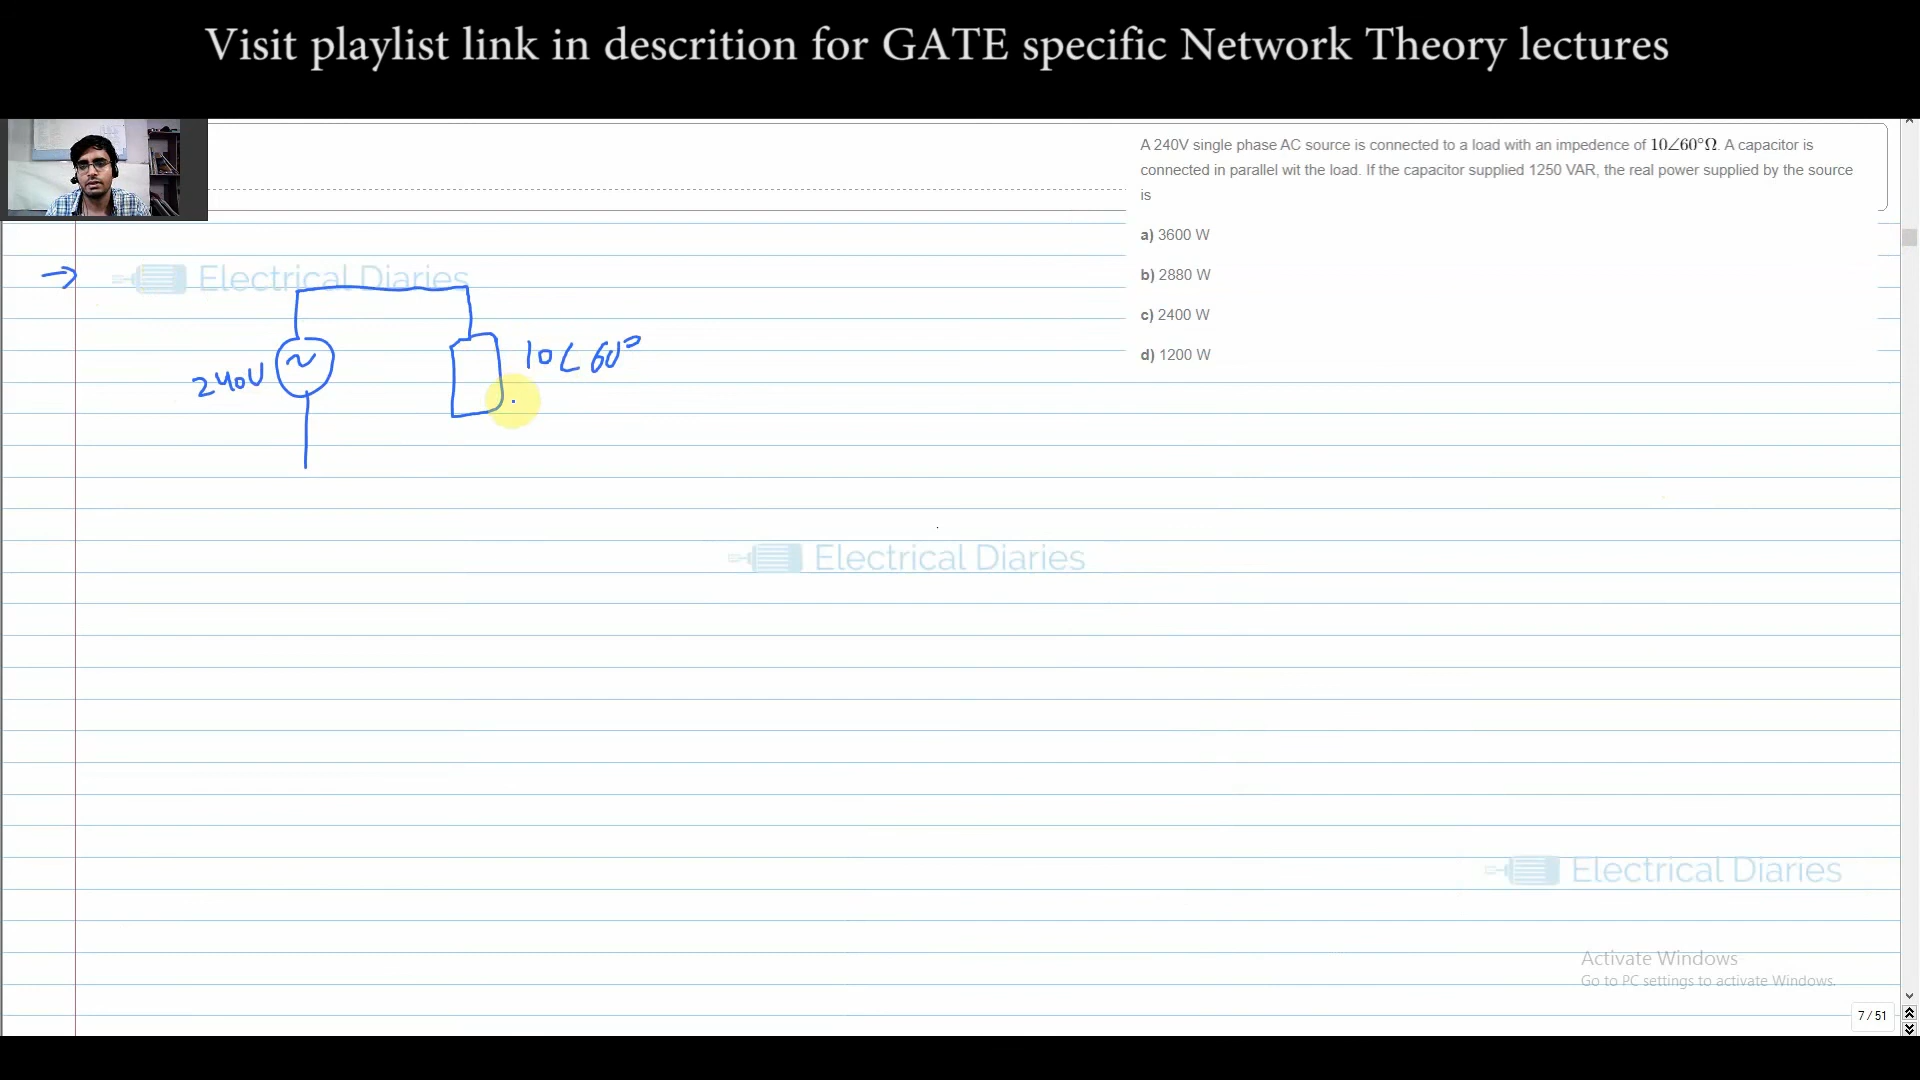 Visit playlist link in descrition for GATE specific Network Theory lectures
A 240V single phase AC source is connected to a load with an impedence of 10∠60°Ω. A capacitor is
connected in parallel wit the load. If the capacitor supplied 1250 VAR, the real power supplied by the source
is
a) 3600 W
b) 2880 W
c) 2400 W
d) 1200 W
Electrical Diaries
240V
10∠60°
Electrical Diaries
Electrical Diaries
Activate Windows
Go to PC settings to activate Windows.
7 / 51